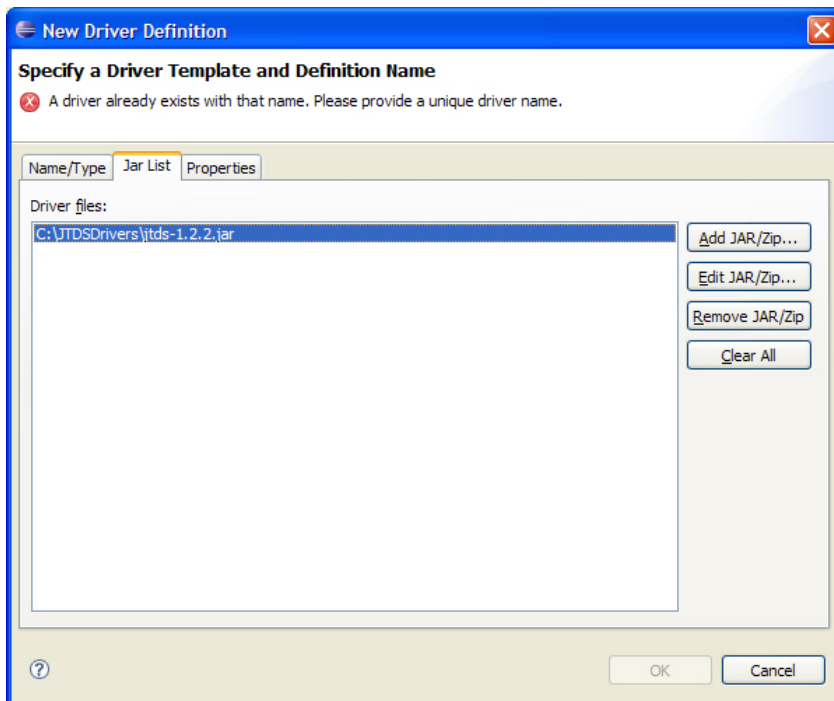 New Driver Definition
Specify a Driver Template and Definition Name
A driver already exists with that name. Please provide a unique driver name.
Name/Type Jar List Properties
Driver files:
C:\JTDSDrivers\jtds-1.2.2.jar
Add JAR/Zip...
Edit JAR/Zip...
Remove JAR/Zip
Clear All
? OK Cancel